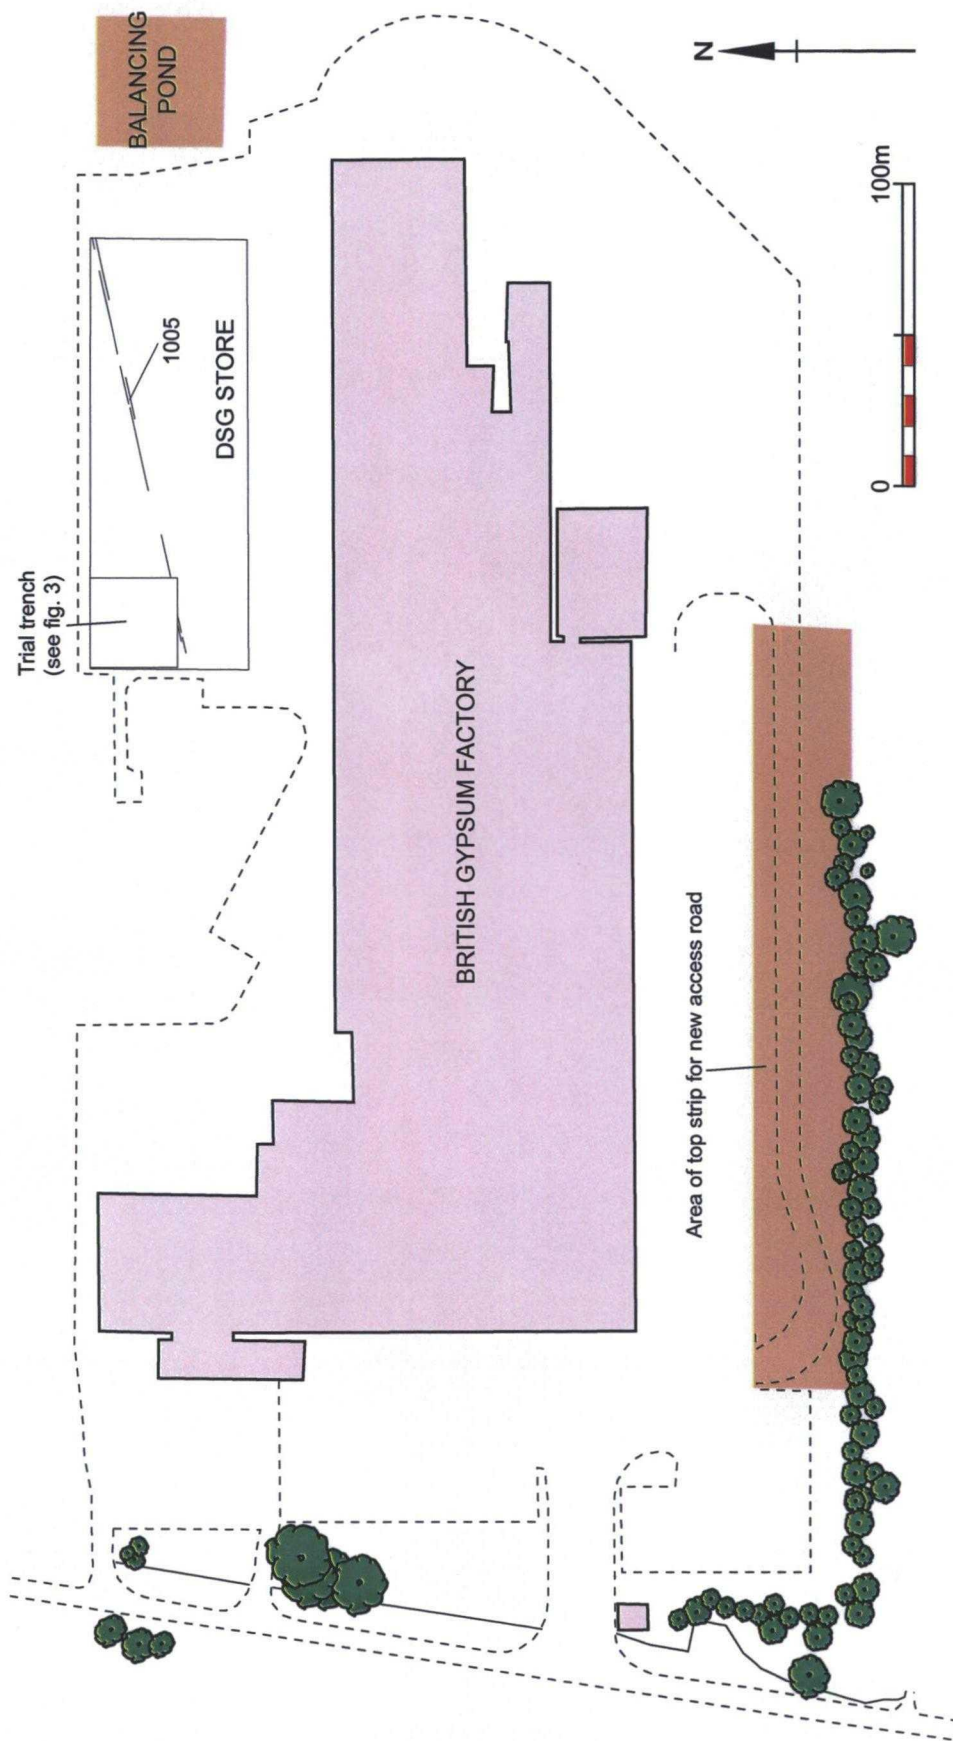 BALANCING
POND
N
100m
0
1005
DSG STORE
Trial trench
(see fig. 3)
BRITISH GYPSUM FACTORY
Area of top strip for new access road